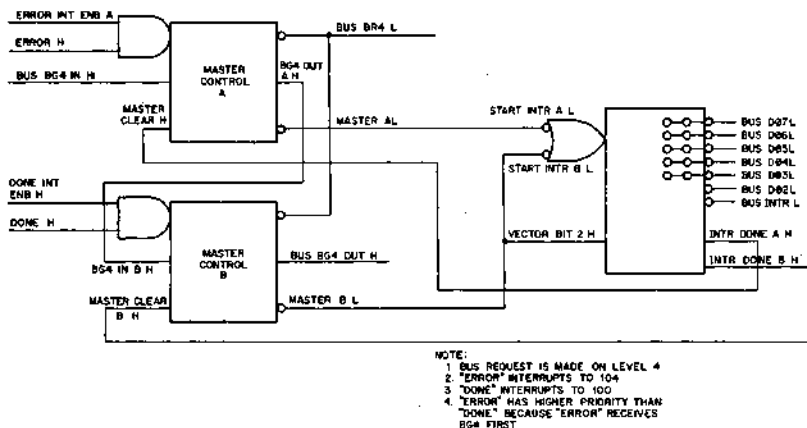 ERROR INT ENB A
ERROR H
BUS BG4 IN H
MASTER
CLEAR H
MASTER
CONTROL
A
BUS BR4 L
BG4 OUT
A H
MASTER AL
START INTR A L
START INTR B L
BUS D07L
BUS D06L
BUS D05L
BUS D04L
BUS D03L
BUS D02L
BUS INTR L
DONE INT
ENB H
DONE H
BG4 IN B H
MASTER CLEAR
B H
MASTER
CONTROL
B
BUS BG4 OUT H
MASTER B L
VECTOR BIT 2 H
INTR DONE A H
INTR DONE B H
NOTE:
1 BUS REQUEST IS MADE ON LEVEL 4
2. "ERROR" INTERRUPTS TO 104
3 "DONE" INTERRUPTS TO 100
4. "ERROR" HAS HIGHER PRIORITY THAN
"DONE" BECAUSE "ERROR" RECEIVES
BG4 FIRST